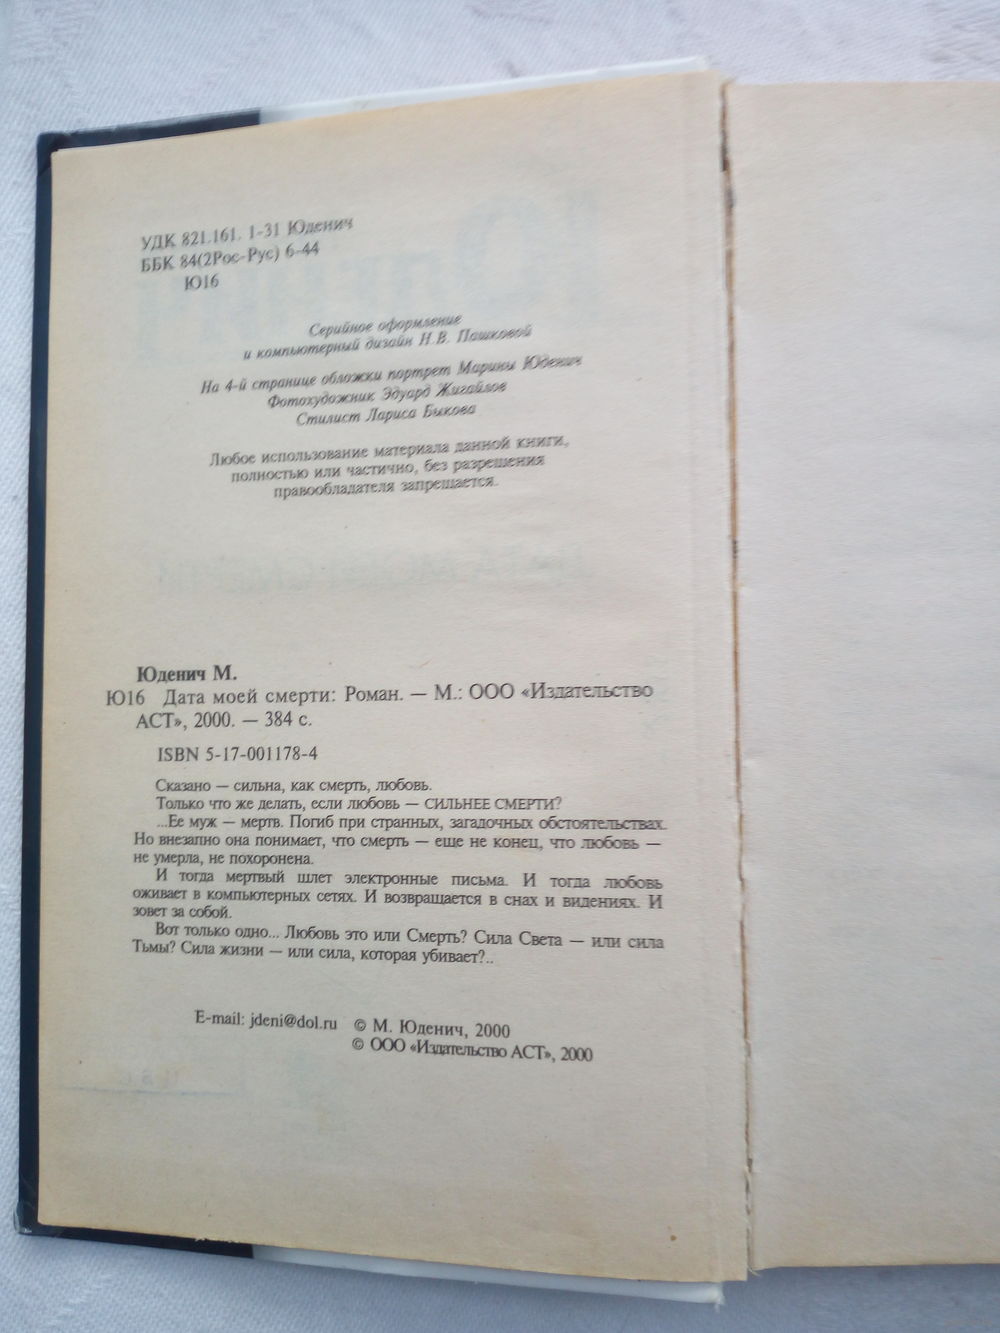 УДК 821.161. 1-31 Юденич
ББК 84(2Рос-Рус) 6-44
Ю16
Серийное оформление
и компьютерный дизайн Н.В. Пашковой
На 4-й странице обложки портрет Марины Юденич
Фотохудожник Эдуард Жигайлов
Стилист Лариса Быкова
Любое использование материала данной книги,
полностью или частично, без разрешения
правообладателя запрещается.
Юденич М.
Ю16 Дата моей смерти: Роман. — М.: ООО «Издательство
АСТ», 2000. — 384 с.
ISBN 5-17-001178-4
Сказано — сильна, как смерть, любовь.
Только что же делать, если любовь — СИЛЬНЕЕ СМЕРТИ?
...Ее муж — мертв. Погиб при странных, загадочных обстоятельствах.
Но внезапно она понимает, что смерть — еще не конец, что любовь —
не умерла, не похоронена.
И тогда мертвый шлет электронные письма. И тогда любовь
оживает в компьютерных сетях. И возвращается в снах и видениях. И
зовет за собой.
Вот только одно... Любовь это или Смерть? Сила Света — или сила
Тьмы? Сила жизни — или сила, которая убивает?..
E-mail: jdeni@dol.ru © М. Юденич, 2000
© ООО «Издательство АСТ», 2000